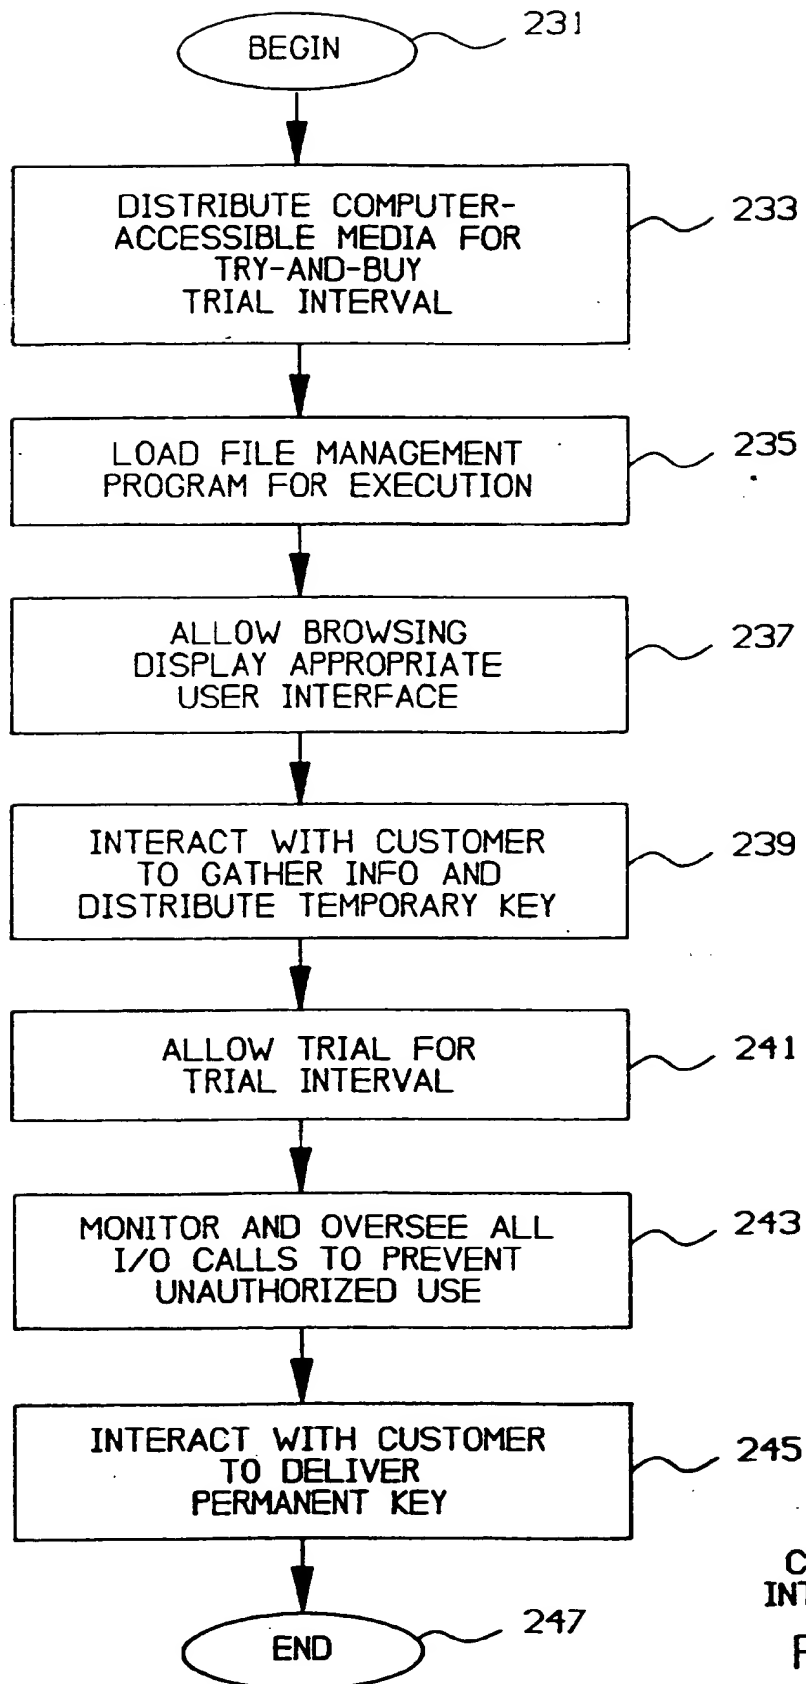 BEGIN
231
DISTRIBUTE COMPUTER-
ACCESSIBLE MEDIA FOR
TRY-AND-BUY
TRIAL INTERVAL
233
LOAD FILE MANAGEMENT
PROGRAM FOR EXECUTION
235
ALLOW BROWSING
DISPLAY APPROPRIATE
USER INTERFACE
237
INTERACT WITH CUSTOMER
TO GATHER INFO AND
DISTRIBUTE TEMPORARY KEY
239
ALLOW TRIAL FOR
TRIAL INTERVAL
241
MONITOR AND OVERSEE ALL
I/O CALLS TO PREVENT
UNAUTHORIZED USE
243
INTERACT WITH CUSTOMER
TO DELIVER
PERMANENT KEY
245
END
247